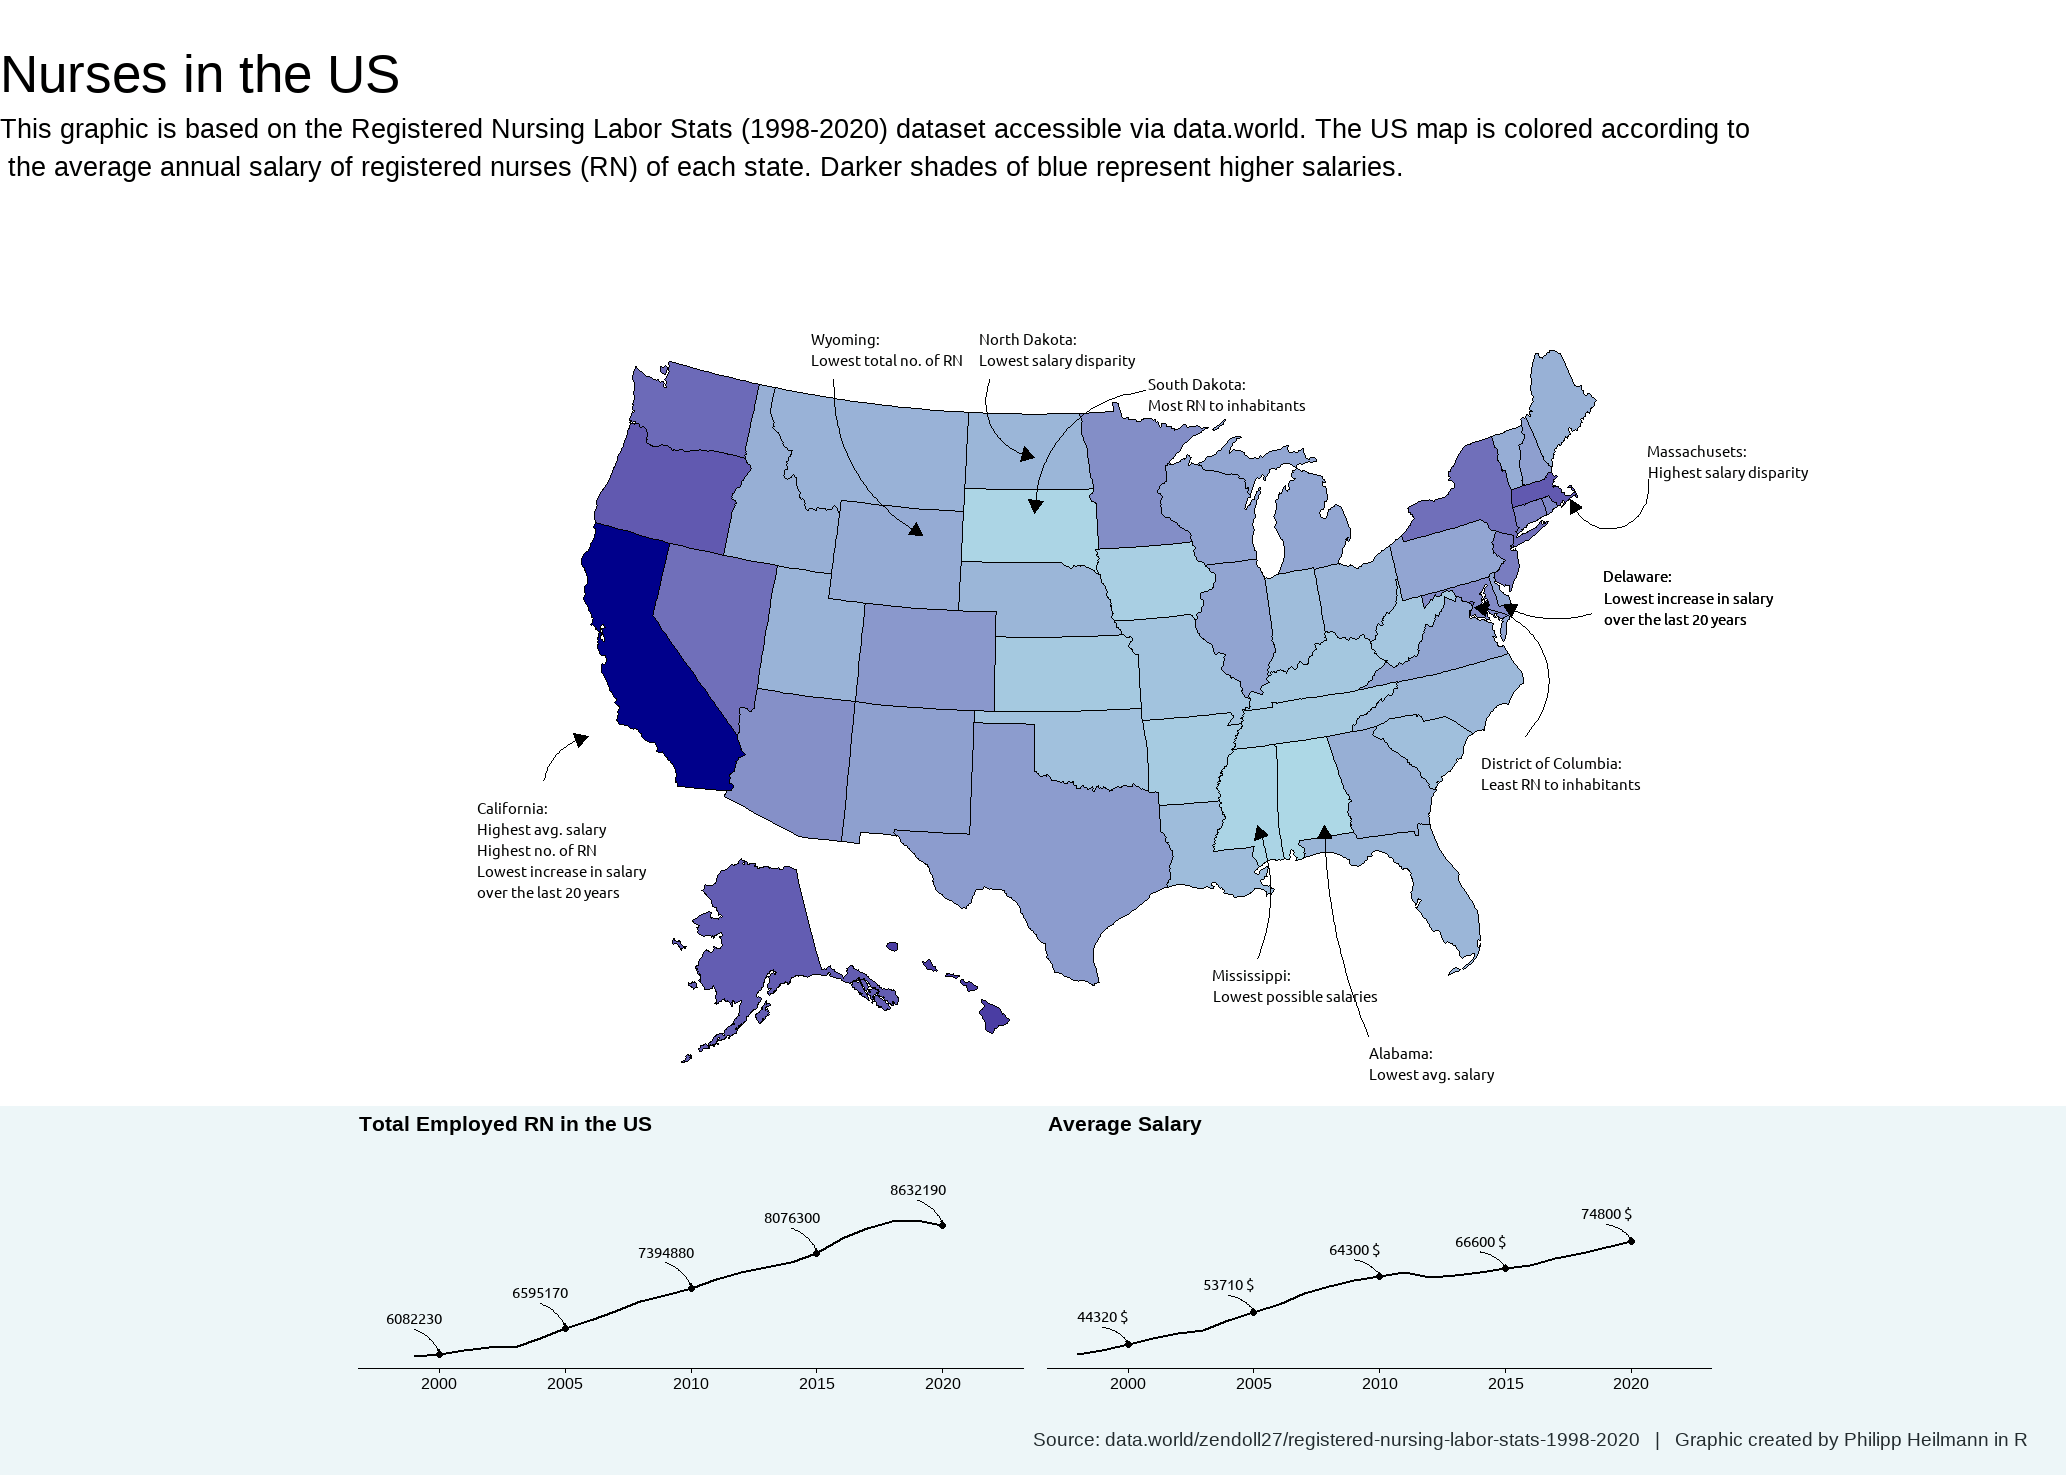 Nurses in the US
This graphic is based on the Registered Nursing Labor Stats (1998-2020) dataset accessible via data.world. The US map is colored according to
the average annual salary of registered nurses (RN) of each state. Darker shades of blue represent higher salaries.
Wyoming:
Lowest total no. of RN
North Dakota:
Lowest salary disparity
South Dakota:
Most RN to inhabitants
Massachusets:
Highest salary disparity
Delaware:
Lowest increase in salary
over the last 20 years
District of Columbia:
Least RN to inhabitants
California:
Highest avg. salary
Highest no. of RN
Lowest increase in salary
over the last 20 years
Mississippi:
Lowest possible salaries
Alabama:
Lowest avg. salary
Total Employed RN in the US
6082230
6595170
7394880
8076300
8632190
2000 2005 2010 2015 2020
Average Salary
44320 $
53710 $
64300 $
66600 $
74800 $
2000 2005 2010 2015 2020
Source: data.world/zendoll27/registered-nursing-labor-stats-1998-2020 | Graphic created by Philipp Heilmann in R